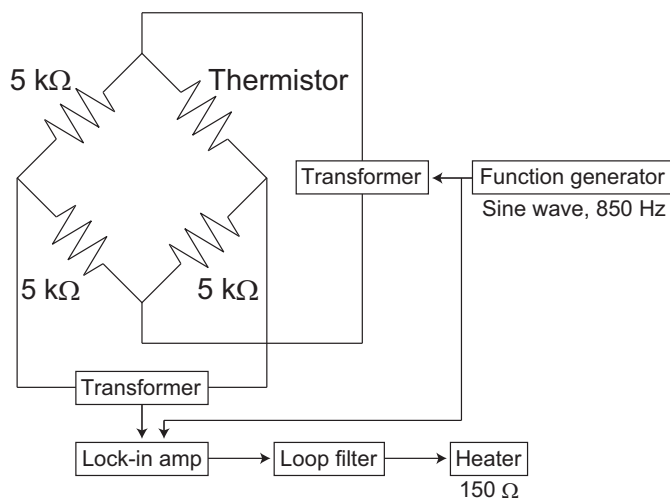 5 kΩ
Thermistor
Transformer
Function generator
Sine wave, 850 Hz
5 kΩ
5 kΩ
Transformer
Lock-in amp
Loop filter
Heater
150 Ω